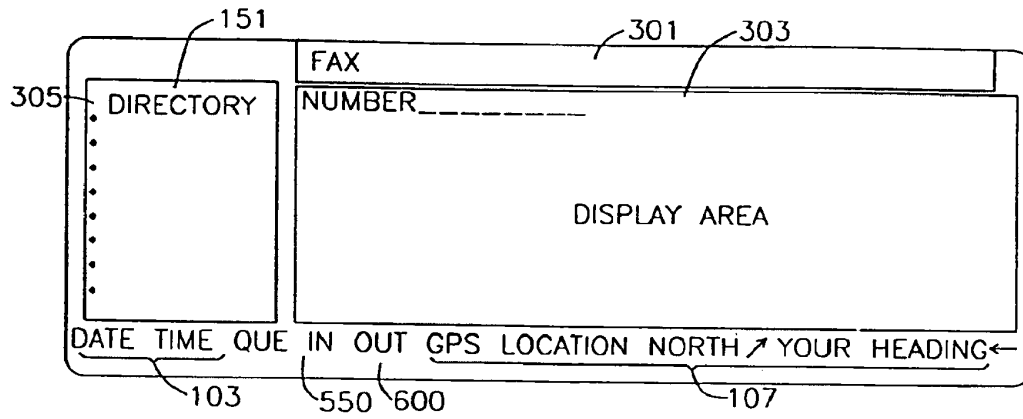 151
301
303
FAX
305
DIRECTORY
NUMBER_ _ _ _ _ _ _ _ _
DISPLAY AREA
DATE TIME QUE IN OUT GPS LOCATION NORTH↗ YOUR HEADING←
103
550
600
107